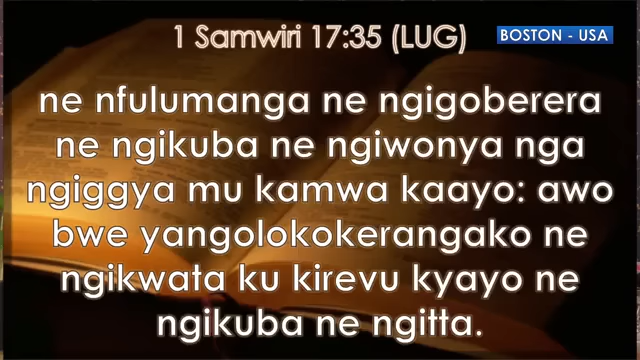 1 Samwiri 17:35 (LUG)
BOSTON - USA
ne nfulumanga ne ngigoberera
ne ngikuba ne ngiwonya nga
ngiggya mu kamwa kaayo: awo
bwe yangolokokerangako ne
ngikwata ku kirevu kyayo ne
ngikuba ne ngitta.